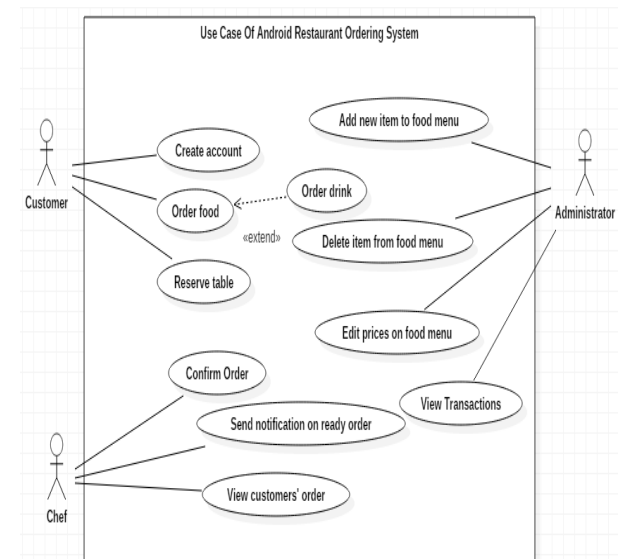 Use Case Of Android Restaurant Ordering System
Add new item to food menu
Create account
Customer
Order food
Order drink
Administrator
«extend»
Delete item from food menu
Reserve table
Edit prices on food menu
Confirm Order
View Transactions
Send notification on ready order
View customers' order
Chef